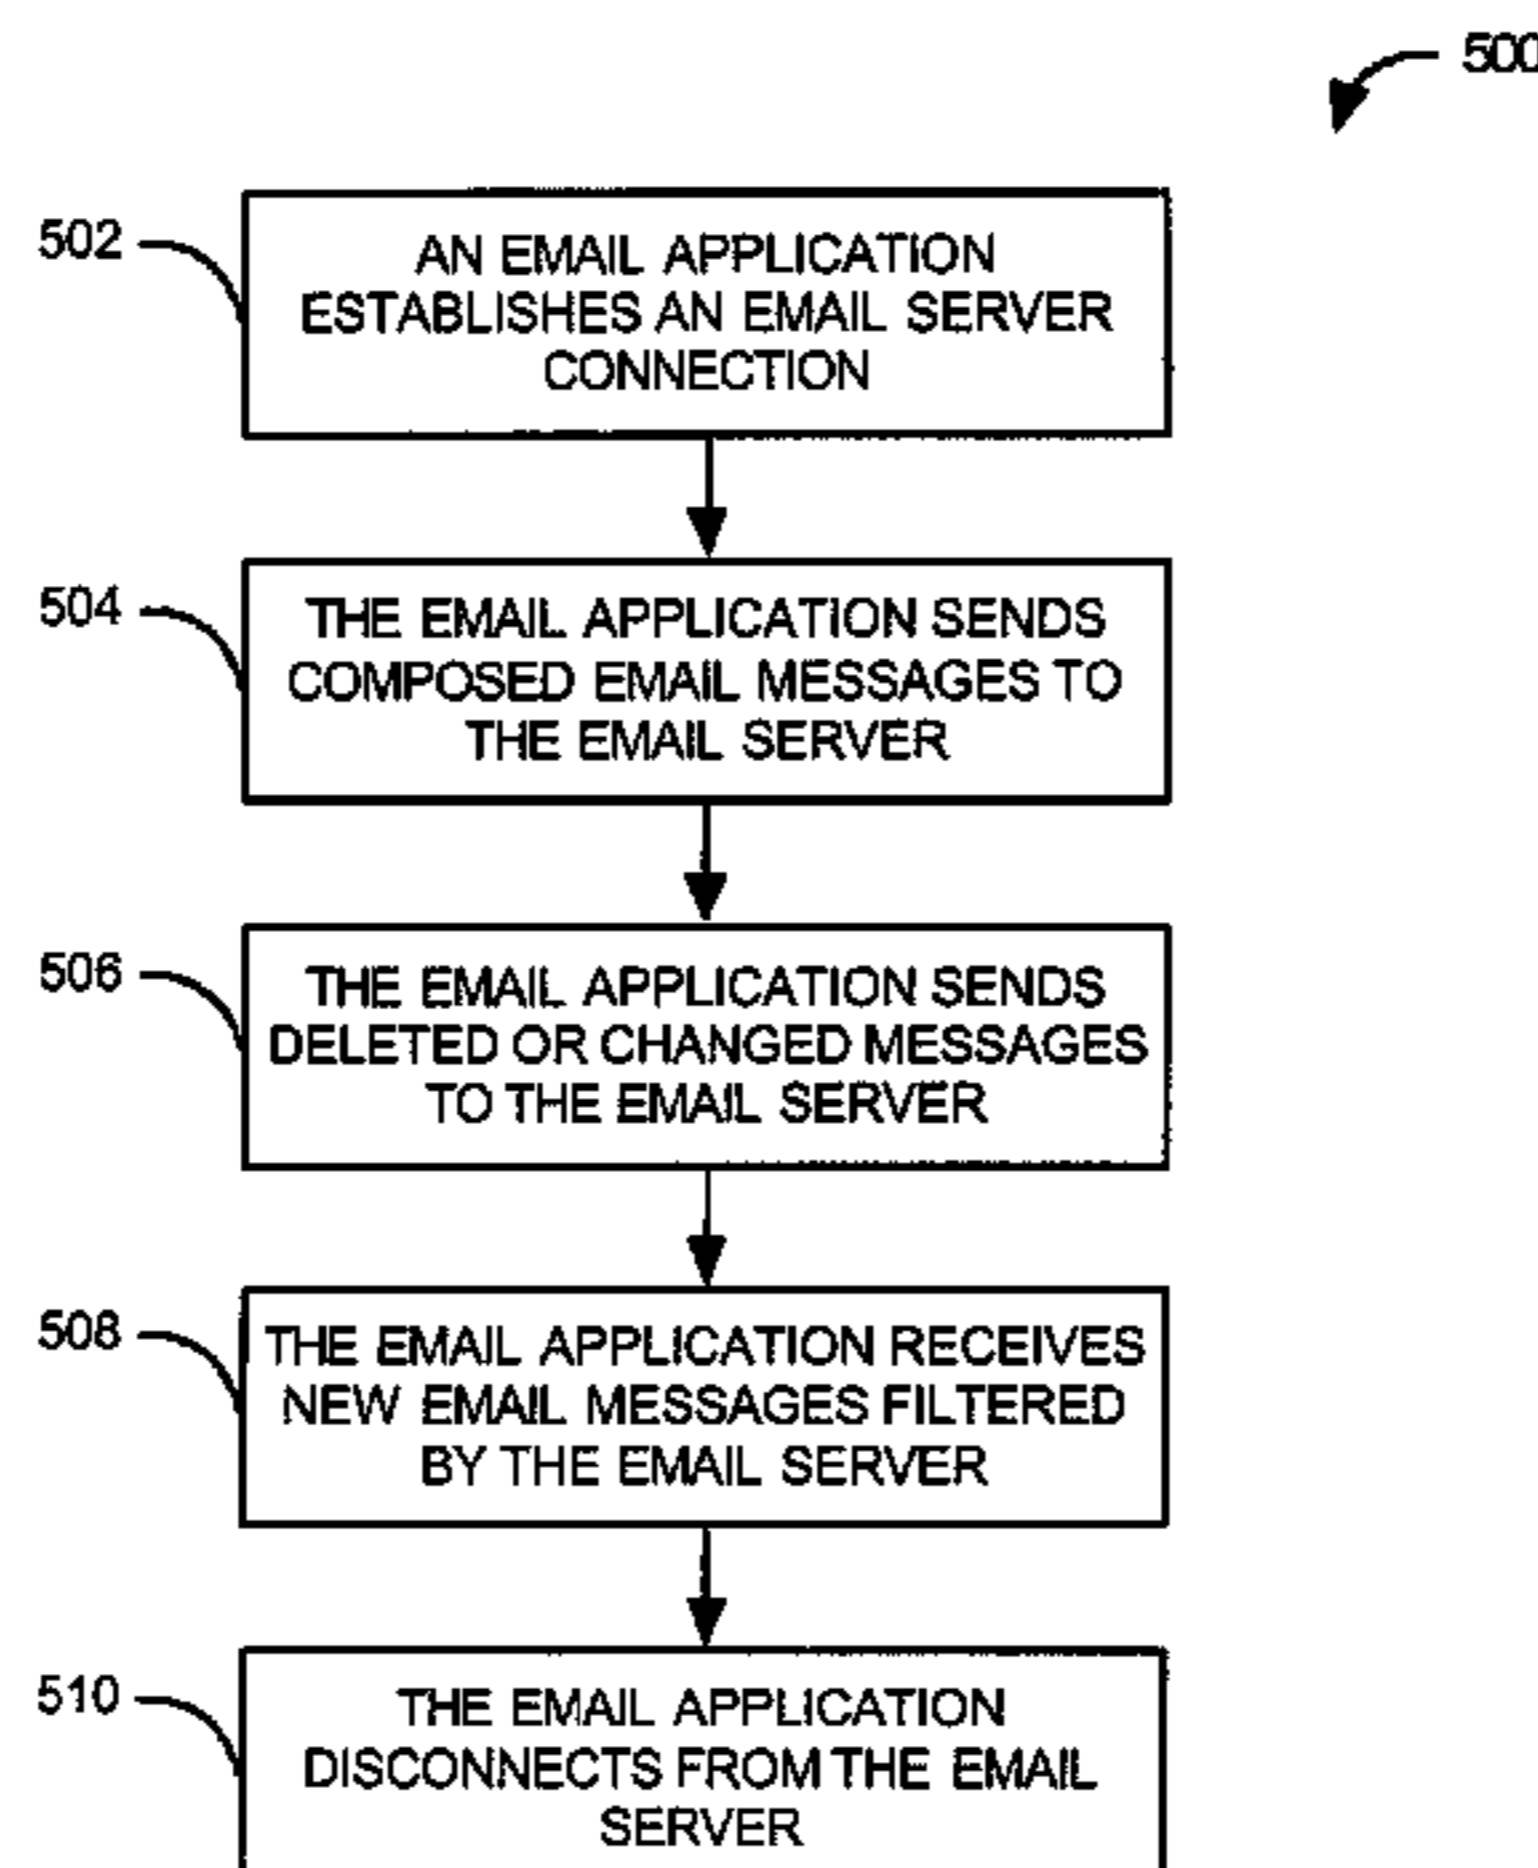 500
502
AN EMAIL APPLICATION
ESTABLISHES AN EMAIL SERVER
CONNECTION
504
THE EMAIL APPLICATION SENDS
COMPOSED EMAIL MESSAGES TO
THE EMAIL SERVER
506
THE EMAIL APPLICATION SENDS
DELETED OR CHANGED MESSAGES
TO THE EMAIL SERVER
508
THE EMAIL APPLICATION RECEIVES
NEW EMAIL MESSAGES FILTERED
BY THE EMAIL SERVER
510
THE EMAIL APPLICATION
DISCONNECTS FROM THE EMAIL
SERVER